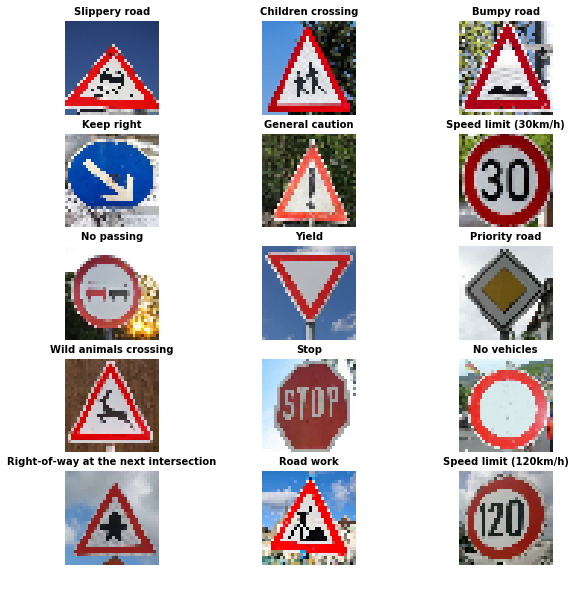 Slippery road
Children crossing
Bumpy road
Keep right
General caution
Speed limit (30km/h)
30
No passing
Yield
Priority road
Wild animals crossing
Stop
No vehicles
STOP
Right-of-way at the next intersection
Road work
Speed limit (120km/h)
120